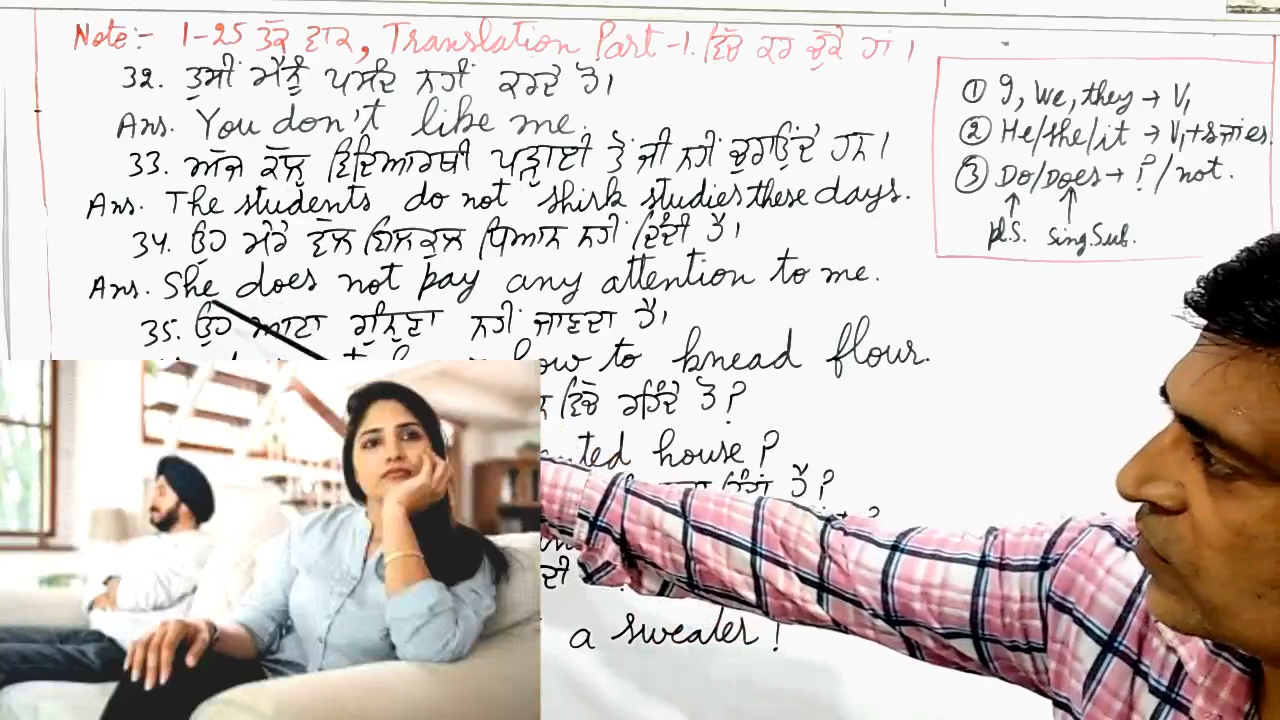 Note:- 1-25 ਤੱਕ ਵਾਕ, Translation Part-1. ਵਿੱਚ ਕਰ ਚੁੱਕੇ ਹਾਂ।
32. ਤੁਸੀਂ ਮੈਨੂੰ ਪਸੰਦ ਨਹੀਂ ਕਰਦੇ ਹੋ।
Ans. You don't like me.
33. ਅੱਜ ਕੱਲ੍ਹ ਵਿਦਿਆਰਥੀ ਪੜ੍ਹਾਈ ਤੋਂ ਜੀ ਨਹੀਂ ਚੁਰਾਉਂਦੇ ਹਨ।
Ans. The students do not shirk studies these days.
34. ਉਹ ਮੇਰੇ ਵੱਲ ਬਿਲਕੁਲ ਧਿਆਨ ਨਹੀਂ ਦਿੰਦੀ ਹੈ।
Ans. She does not pay any attention to me.
35. ਉਹ ਆਟਾ ਗੁੰਨ੍ਹਣਾ ਨਹੀਂ ਜਾਣਦਾ ਹੈ।
how to knead flour.
ਵਿੱਚ ਰਹਿੰਦੇ ਹੋ?
house?
ਹੈ?
a sweater!
① I, We, they → V₁
② He/she/it → V₁+s/ies.
③ Do/Does → ?/not.
pl.S. Sing.Sub.